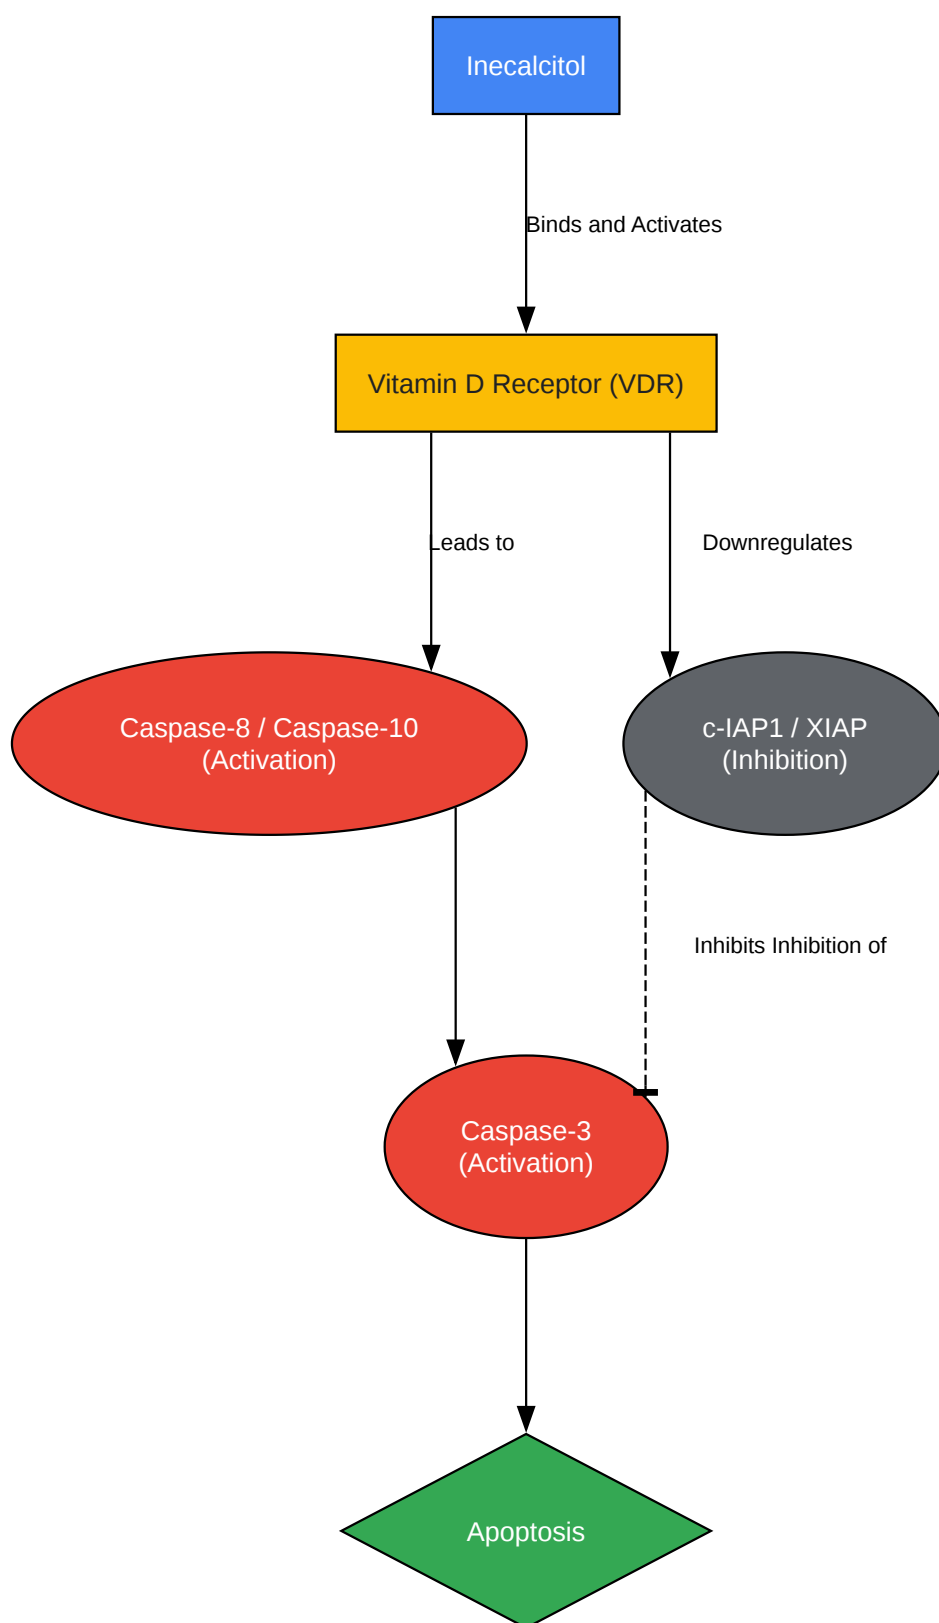 Inecalcitol
Binds and Activates
Vitamin D Receptor (VDR)
Leads to
Downregulates
Caspase-8 / Caspase-10
(Activation)
c-IAP1 / XIAP
(Inhibition)
Inhibits Inhibition of
Caspase-3
(Activation)
Apoptosis